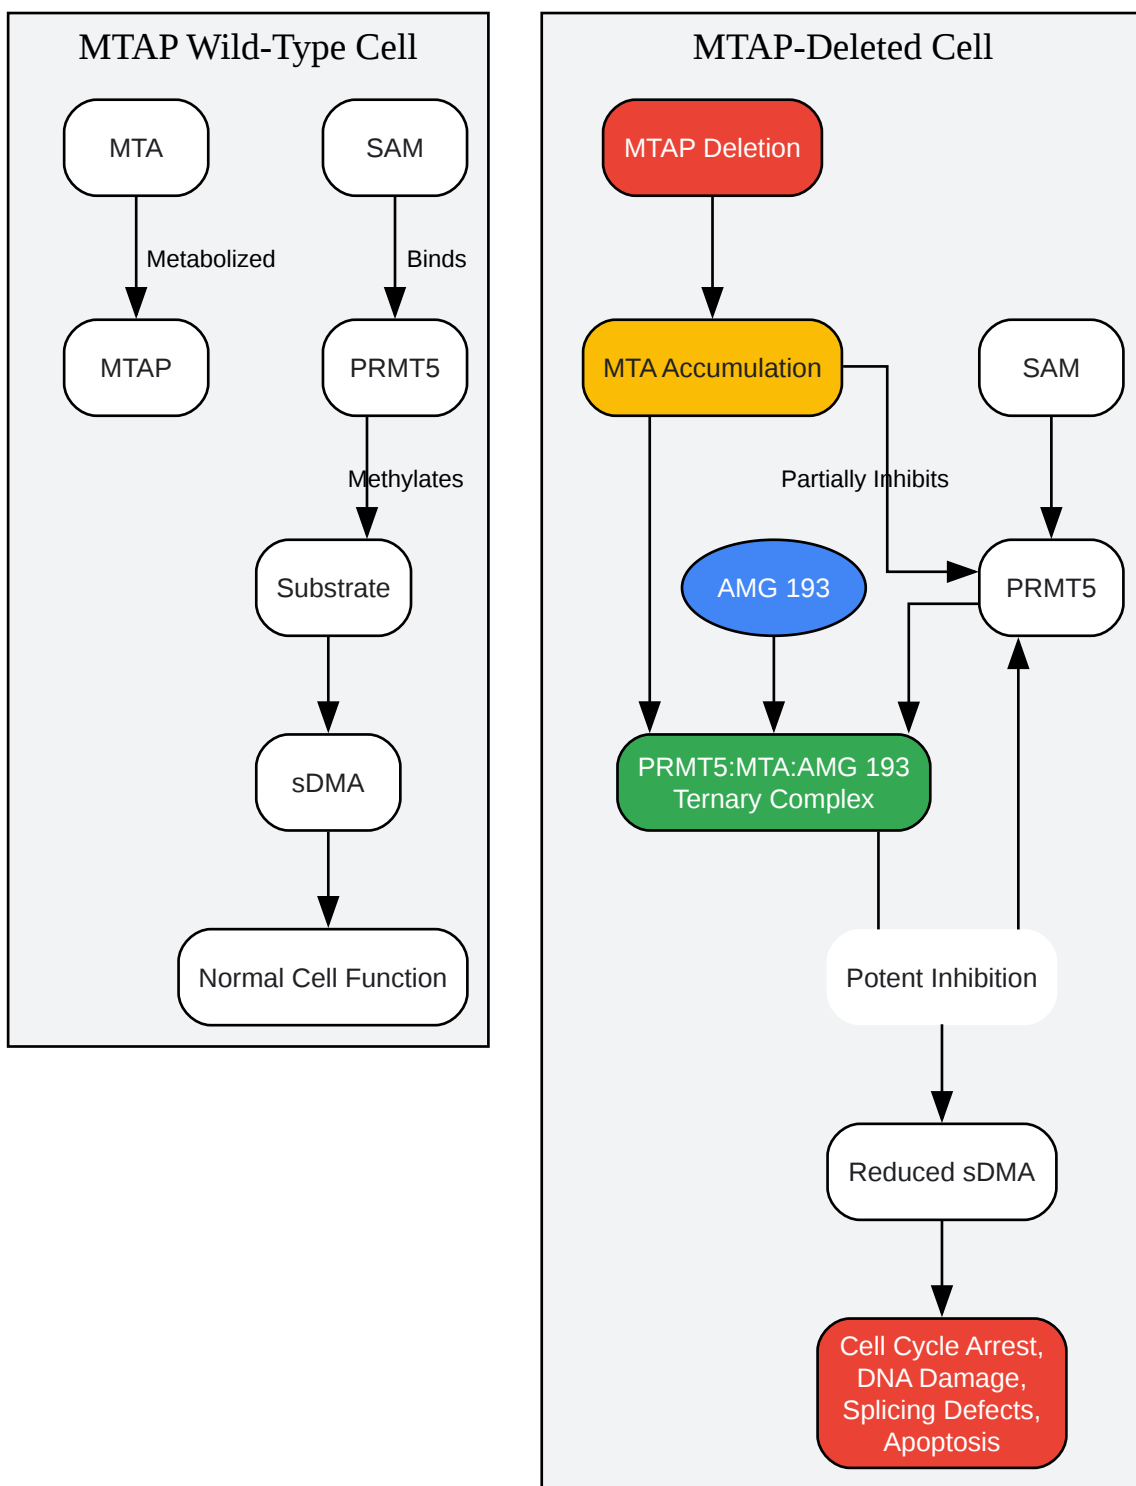 MTAP Wild-Type Cell
MTA
SAM
Metabolized
Binds
MTAP
PRMT5
Methylates
Substrate
sDMA
Normal Cell Function
MTAP-Deleted Cell
MTAP Deletion
MTA Accumulation
SAM
Partially Inhibits
AMG 193
PRMT5
PRMT5:MTA:AMG 193
Ternary Complex
Potent Inhibition
Reduced sDMA
Cell Cycle Arrest,
DNA Damage,
Splicing Defects,
Apoptosis